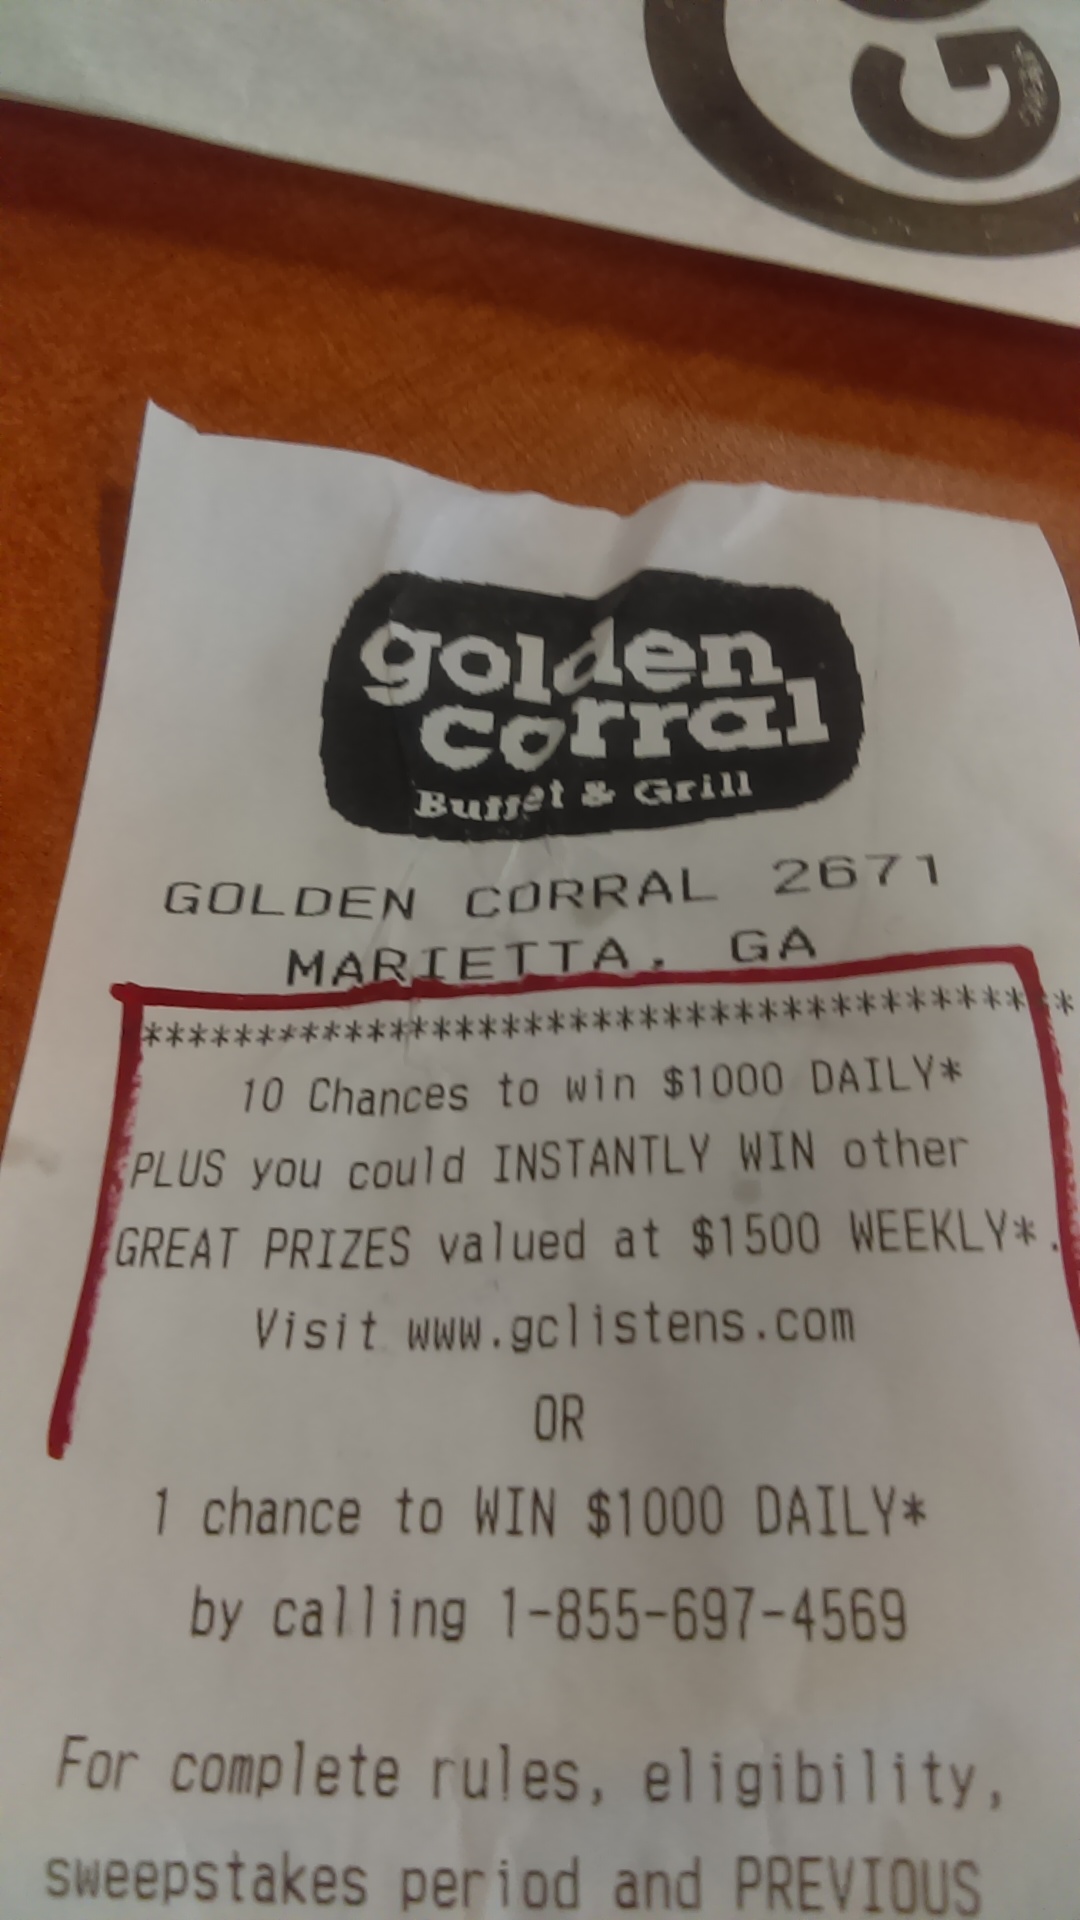 G
golden
corral
Buffet & Grill
GOLDEN CORRAL 2671
MARIETTA, GA
**************************************
10 Chances to win $1000 DAILY*
PLUS you could INSTANTLY WIN other
GREAT PRIZES valued at $1500 WEEKLY*.
Visit www.gclistens.com
OR
1 chance to WIN $1000 DAILY*
by calling 1-855-697-4569
For complete rules, eligibility,
sweepstakes period and PREVIOUS